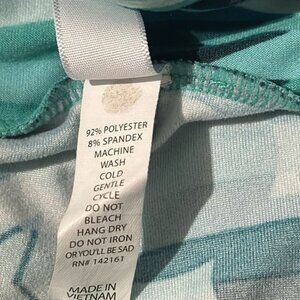 92% POLYESTER
8% SPANDEX
MACHINE
WASH
COLD
GENTLE
CYCLE
DO NOT
BLEACH
HANG DRY
DO NOT IRON
OR YOU'LL BE SAD
RN# 142161
MADE IN
VIETNAM